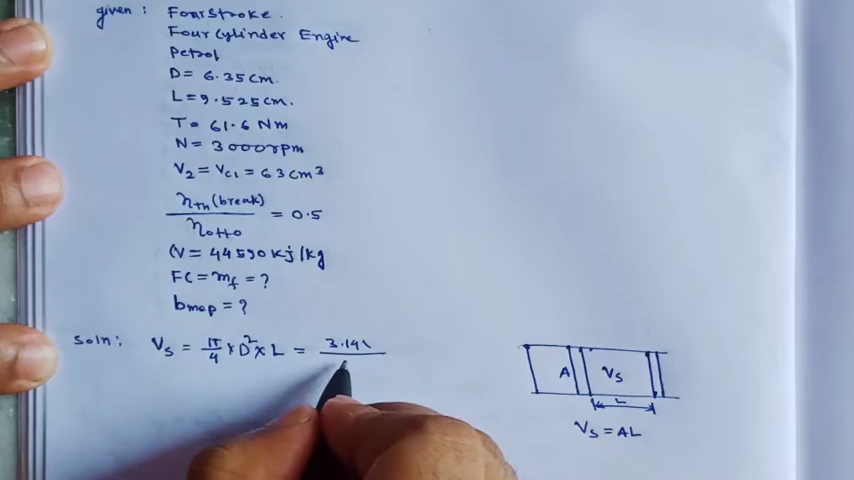 given : Four Stroke.
Four Cylinder Engine
Petrol
D = 6.35 cm.
L = 9.525 cm.
T = 61.6 Nm
N = 3000 rpm
V2 = Vc1 = 63 cm³
ηth (break) / ηotto = 0.5
CV = 44590 kj/kg
FC = mf = ?
bmep = ?
Soln: Vs = π/4 × D² × L = 3.141
A Vs
L
Vs = AL